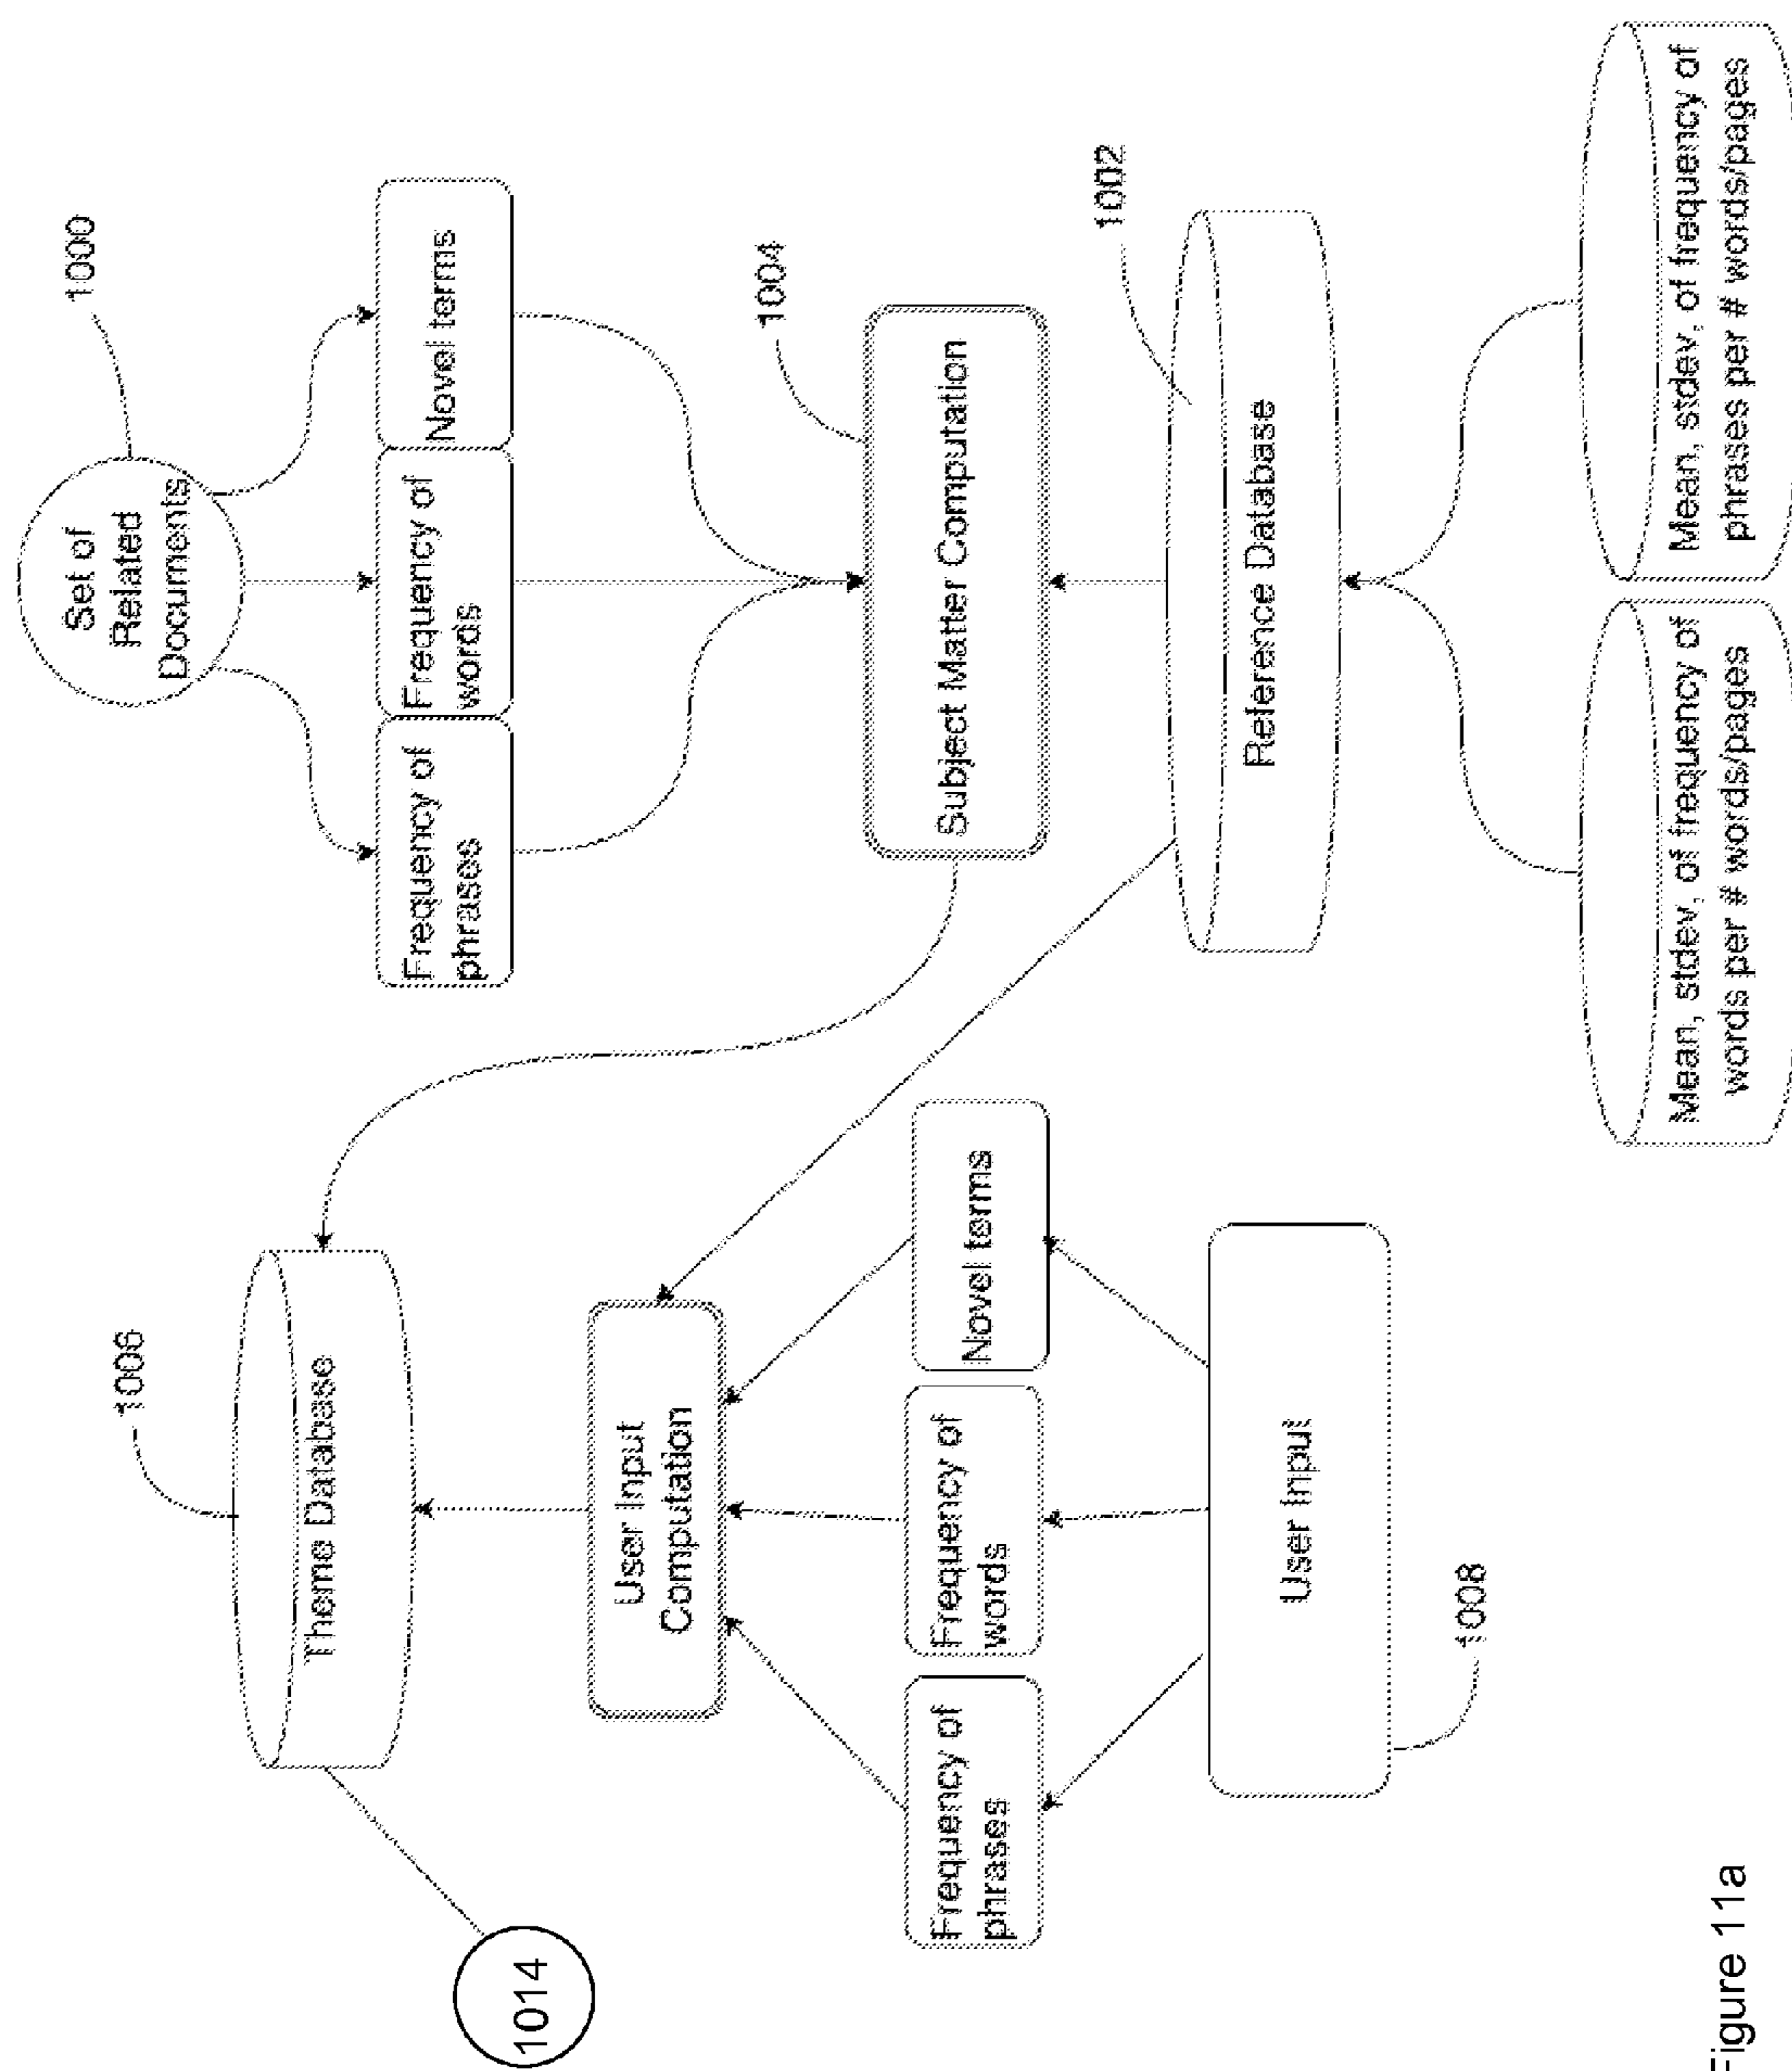 1000
Set of
Related
Documents
Frequency of
phrases
Frequency of
words
Novel terms
1004
Subject Matter Computation
1002
Reference Database
Mean, stdev, of frequency of
words per # words/pages
Mean, stdev, of frequency of
phrases per # words/pages
1006
Theme Database
1014
User Input
Computation
Frequency of
phrases
Frequency of
words
Novel terms
User Input
1008
Figure 11a